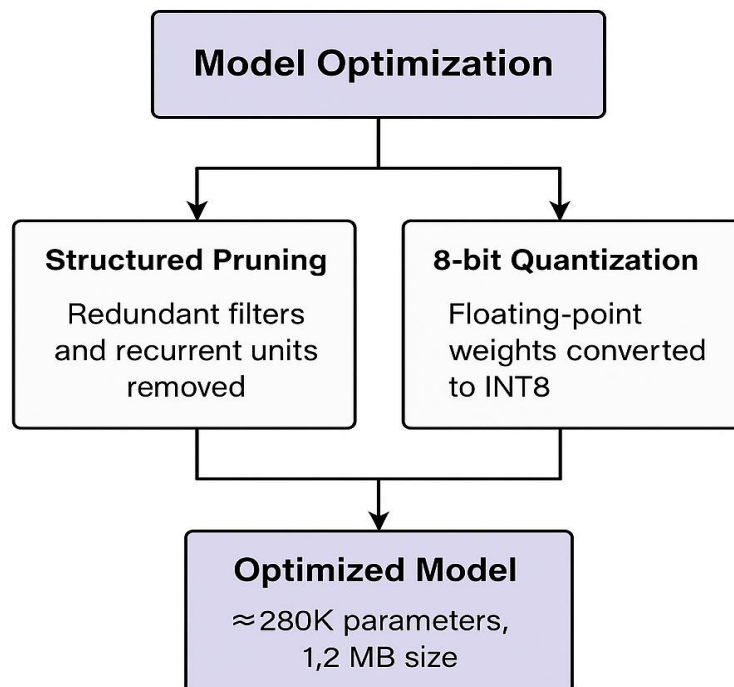 Model Optimization
Structured Pruning
Redundant filters
and recurrent units
removed
8-bit Quantization
Floating-point
weights converted
to INT8
Optimized Model
≈280K parameters,
1,2 MB size